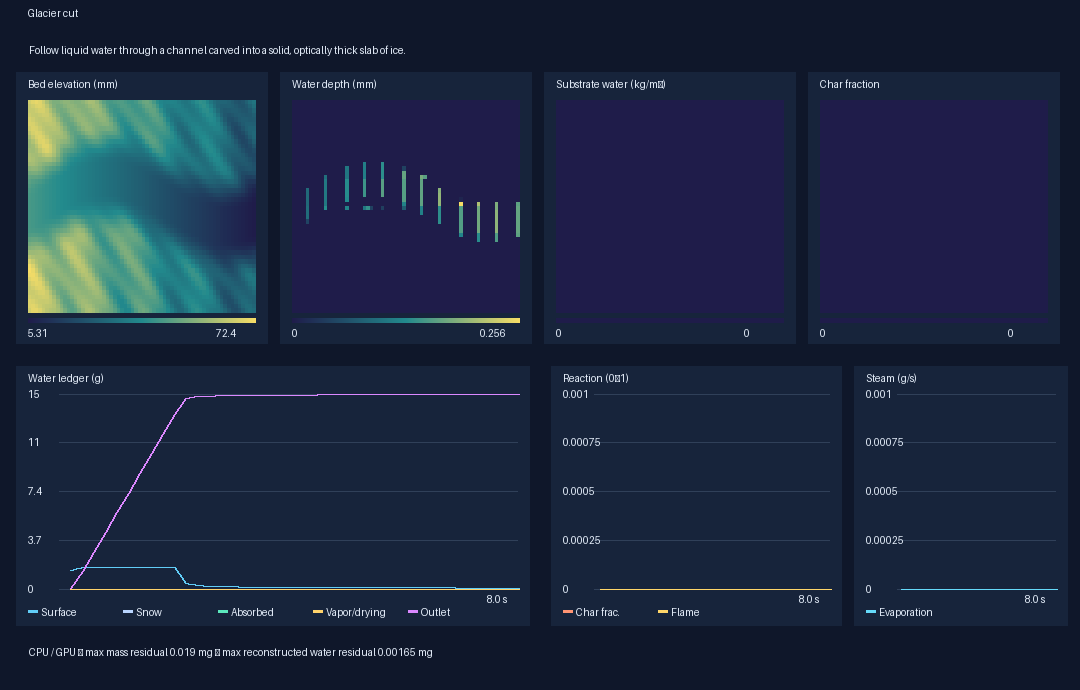 Glacier cut
Follow liquid water through a channel carved into a solid, optically thick slab of ice.
Bed elevation (mm)
5.31 72.4
Water depth (mm)
0 0.256
Substrate water (kg/m□)
0 0
Char fraction
0 0
Water ledger (g)
15
11
7.4
3.7
0
8.0 s
Surface Snow Absorbed Vapor/drying Outlet
Reaction (0□1)
0.001
0.00075
0.0005
0.00025
0
8.0 s
Char frac. Flame
Steam (g/s)
0.001
0.00075
0.0005
0.00025
0
8.0 s
Evaporation
CPU / GPU □ max mass residual 0.019 mg □ max reconstructed water residual 0.00165 mg